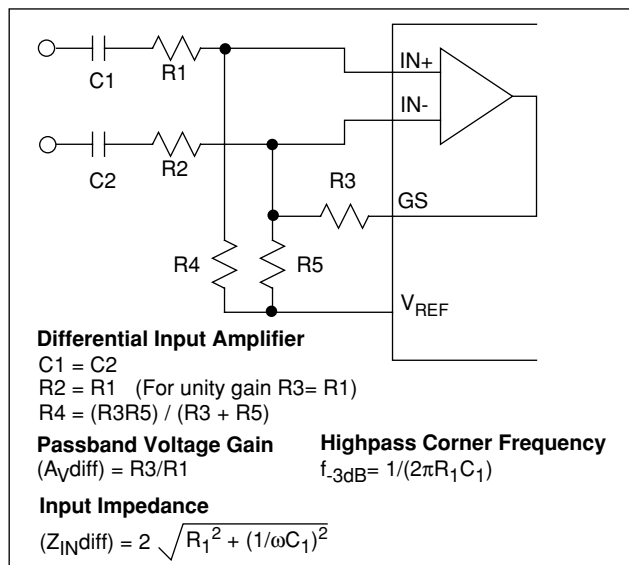 C1
R1
IN+
IN-
C2
R2
R3
GS
R4
R5
VREF
Differential Input Amplifier
C1 = C2
R2 = R1 (For unity gain R3= R1)
R4 = (R3R5) / (R3 + R5)
Passband Voltage Gain
(AVdiff) = R3/R1
Highpass Corner Frequency
f-3dB= 1/(2πR1C1)
Input Impedance
(ZINdiff) = 2 √R1² + (1/ωC1)²